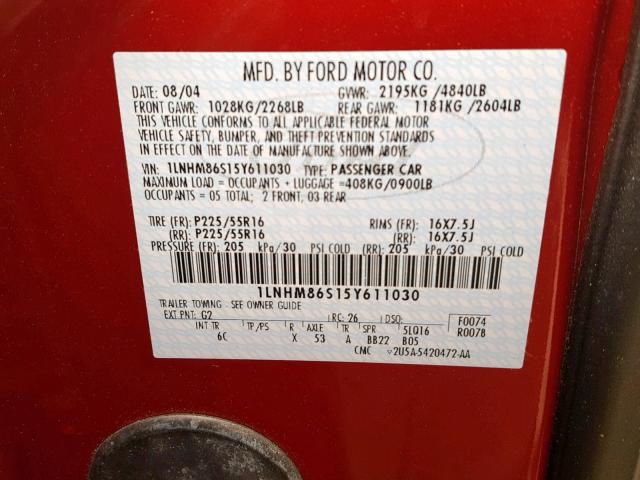 MFD. BY FORD MOTOR CO.
DATE: 08/04 GVWR: 2195KG /4840LB
FRONT GAWR: 1028KG/2268LB REAR GAWR: 1181KG /2604LB
THIS VEHICLE CONFORMS TO ALL APPLICABLE FEDERAL MOTOR
VEHICLE SAFETY, BUMPER, AND THEFT PREVENTION STANDARDS
IN EFFECT ON THE DATE OF MANUFACTURE SHOWN ABOVE.
VIN: 1LNHM86S15Y611030 TYPE: PASSENGER CAR
MAXIMUM LOAD = OCCUPANTS + LUGGAGE =408KG/0900LB
OCCUPANTS = 05 TOTAL; 2 FRONT, 03 REAR
TIRE (FR): P225/55R16 RIMS (FR): 16X7.5J
(RR): P225/55R16 (RR): 16X7.5J
PRESSURE (FR): 205 kPa/30 PSI COLD (RR): 205 kPa/30 PSI COLD
1LNHM86S15Y611030
TRAILER TOWING - SEE OWNER GUIDE
EXT PNT: G2 RC: 26 DSO: F0074
INT TR TP/PS R AXLE TR SPR 5LQ16 R0078
6C X 53 A BB22 B05
CMC 2U5A-5420472-AA